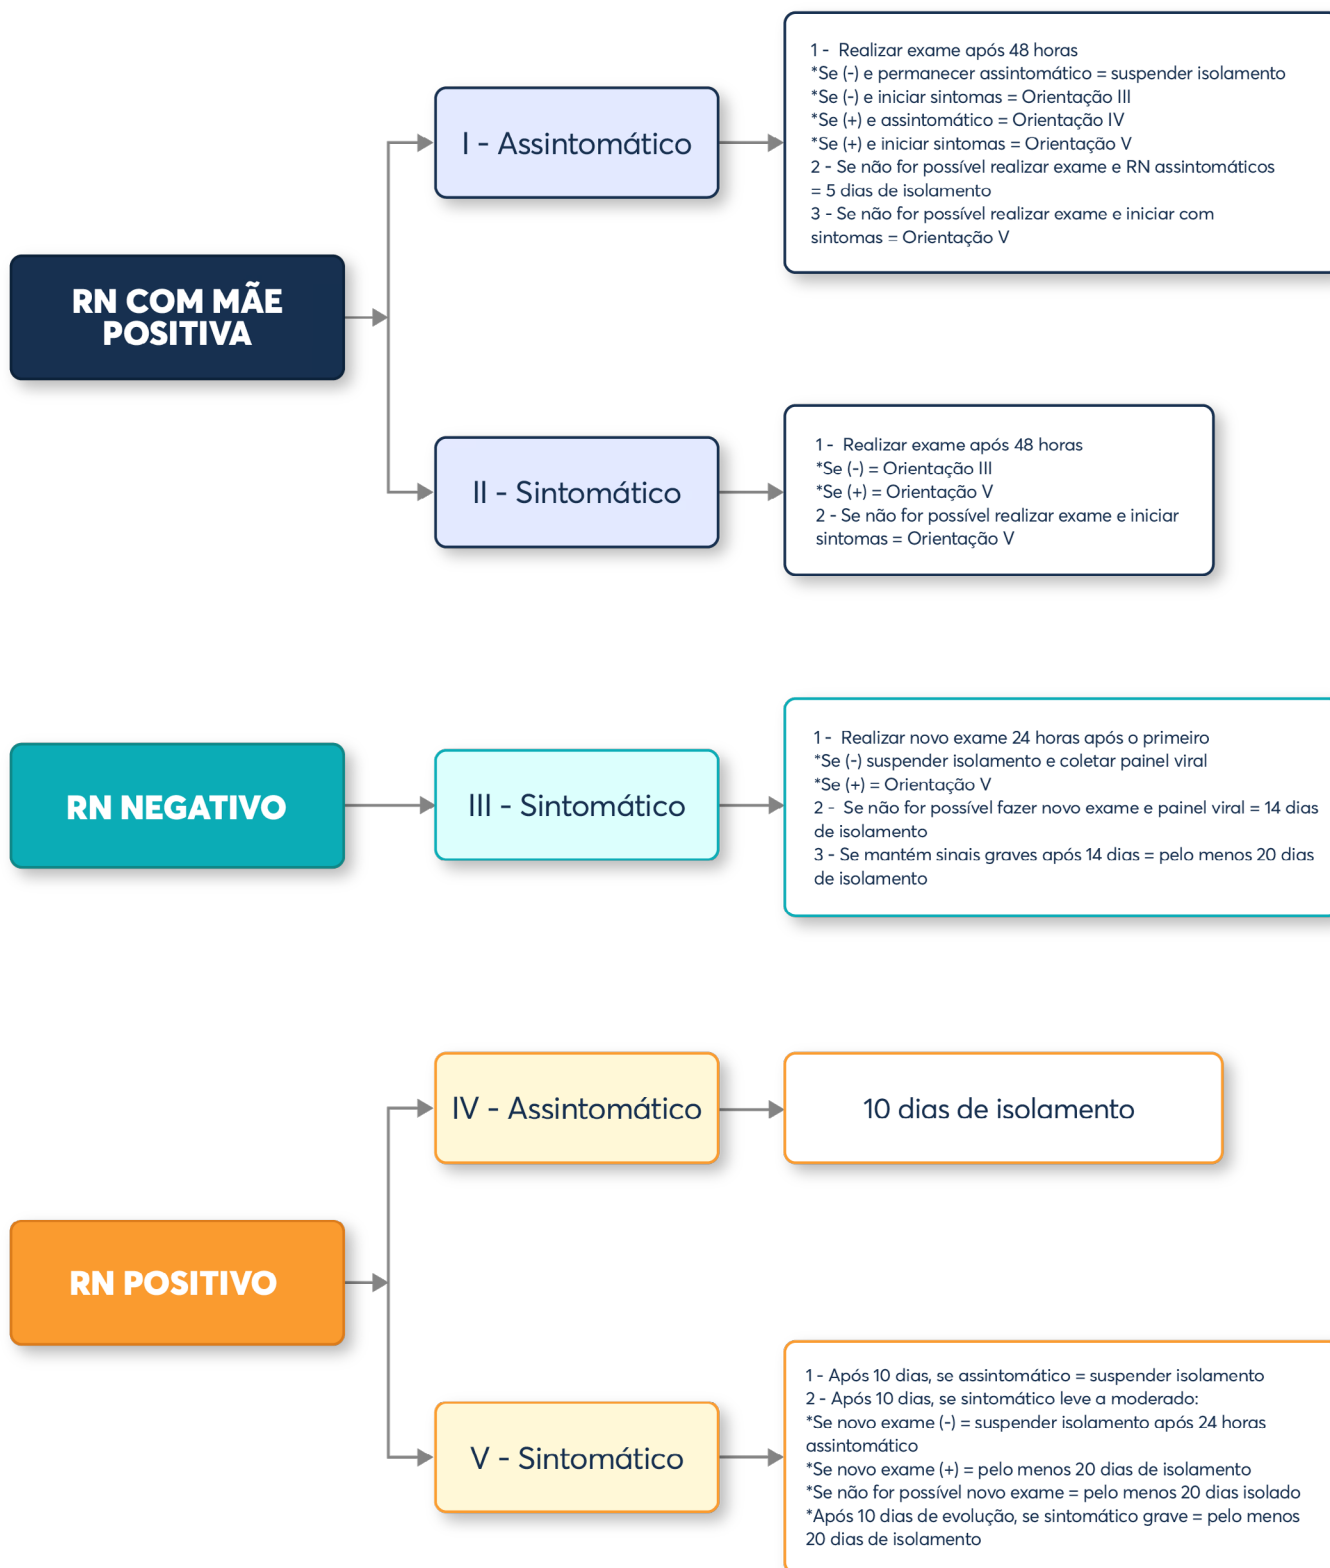 RN COM MÃE
POSITIVA
I - Assintomático
1 - Realizar exame após 48 horas
*Se (-) e permanecer assintomático = suspender isolamento
*Se (-) e iniciar sintomas = Orientação III
*Se (+) e assintomático = Orientação IV
*Se (+) e iniciar sintomas = Orientação V
2 - Se não for possível realizar exame e RN assintomáticos
= 5 dias de isolamento
3 - Se não for possível realizar exame e iniciar com
sintomas = Orientação V
II - Sintomático
1 - Realizar exame após 48 horas
*Se (-) = Orientação III
*Se (+) = Orientação V
2 - Se não for possível realizar exame e iniciar
sintomas = Orientação V
RN NEGATIVO
III - Sintomático
1 - Realizar novo exame 24 horas após o primeiro
*Se (-) suspender isolamento e coletar painel viral
*Se (+) = Orientação V
2 - Se não for possível fazer novo exame e painel viral = 14 dias
de isolamento
3 - Se mantém sinais graves após 14 dias = pelo menos 20 dias
de isolamento
RN POSITIVO
IV - Assintomático
10 dias de isolamento
V - Sintomático
1 - Após 10 dias, se assintomático = suspender isolamento
2 - Após 10 dias, se sintomático leve a moderado:
*Se novo exame (-) = suspender isolamento após 24 horas
assintomático
*Se novo exame (+) = pelo menos 20 dias de isolamento
*Se não for possível novo exame = pelo menos 20 dias isolado
*Após 10 dias de evolução, se sintomático grave = pelo menos
20 dias de isolamento